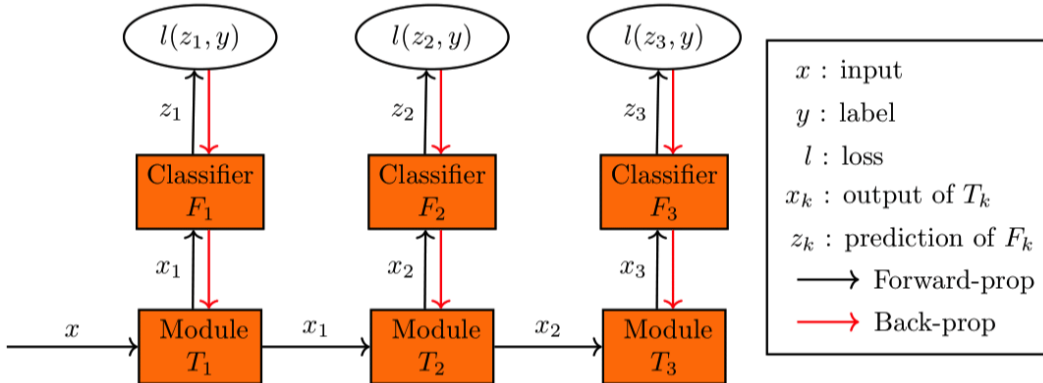 l(z₁, y)
l(z₂, y)
l(z₃, y)
z₁
z₂
z₃
Classifier
F₁
Classifier
F₂
Classifier
F₃
x₁
x₂
x₃
x
Module
T₁
x₁
Module
T₂
x₂
Module
T₃
x : input
y : label
l : loss
xₖ : output of Tₖ
zₖ : prediction of Fₖ
Forward-prop
Back-prop